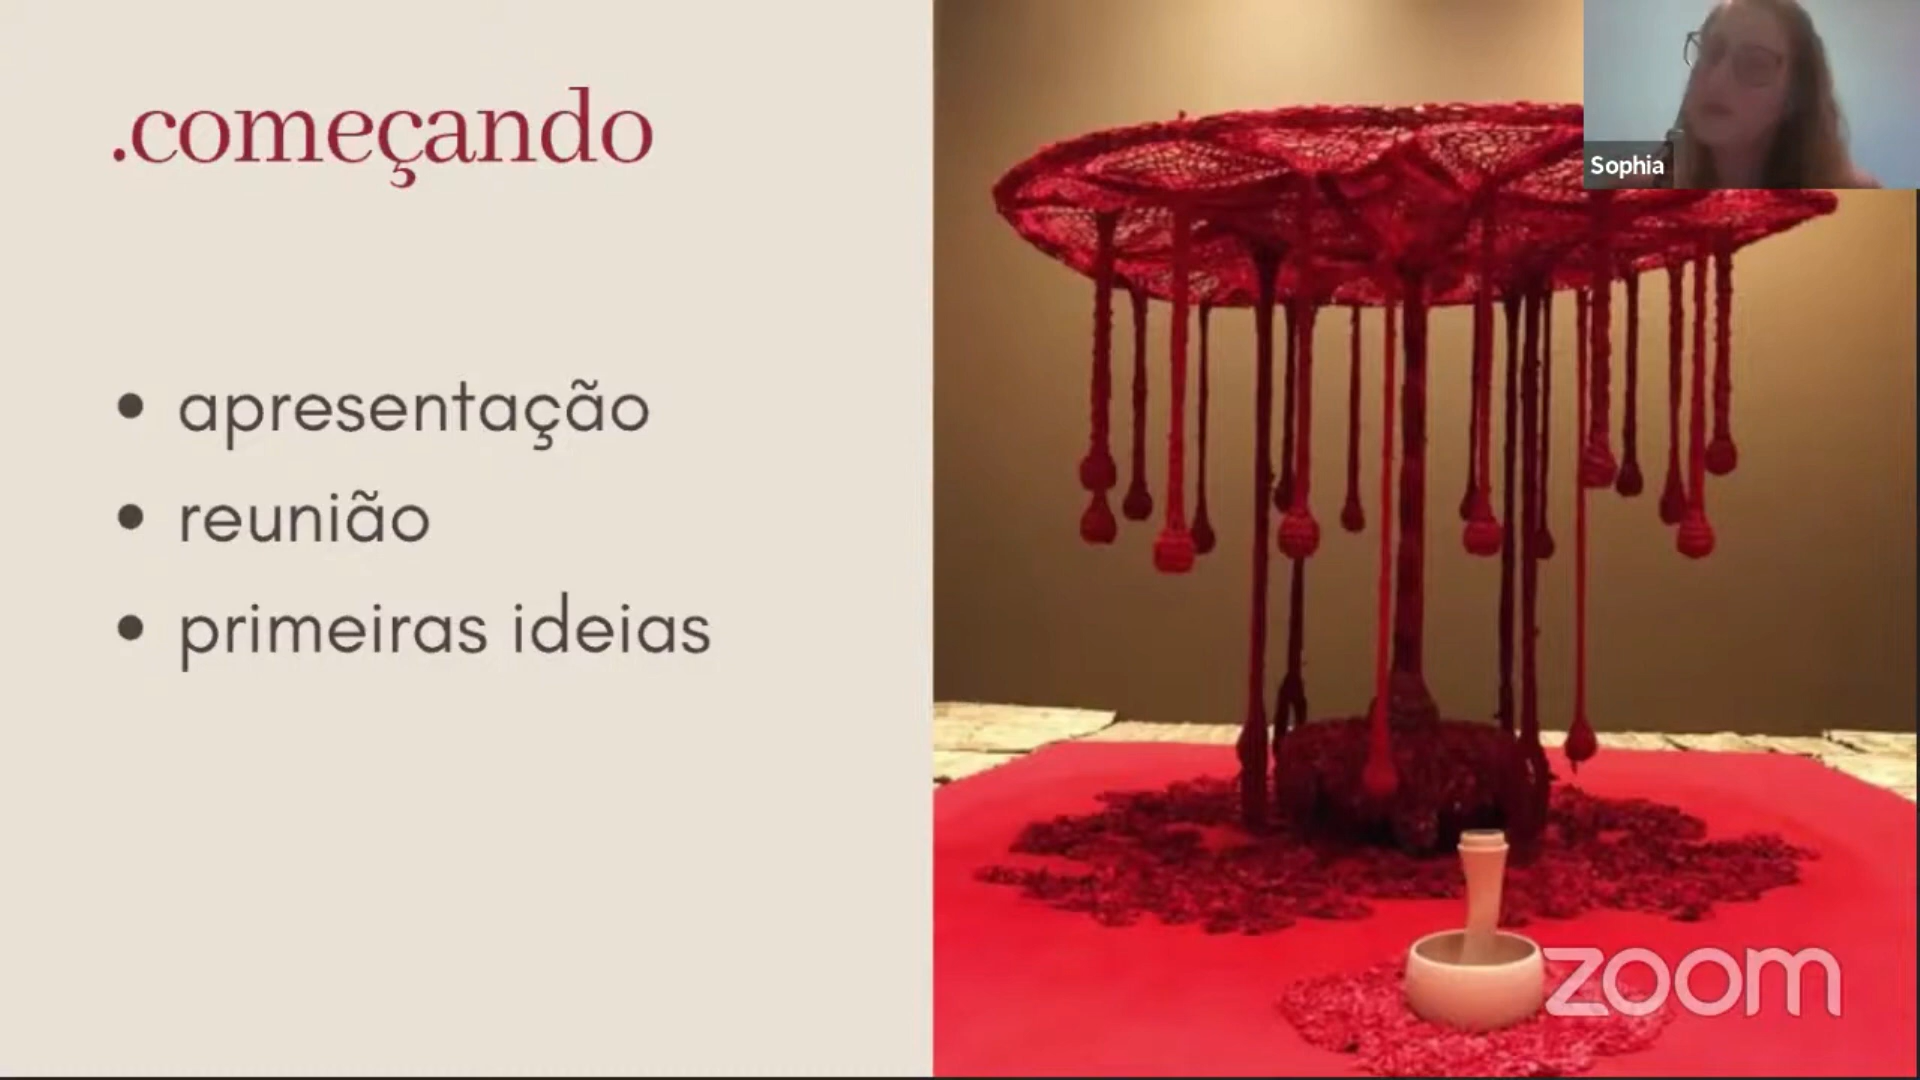 .começando
apresentação
reunião
primeiras ideias
Sophia
zoom